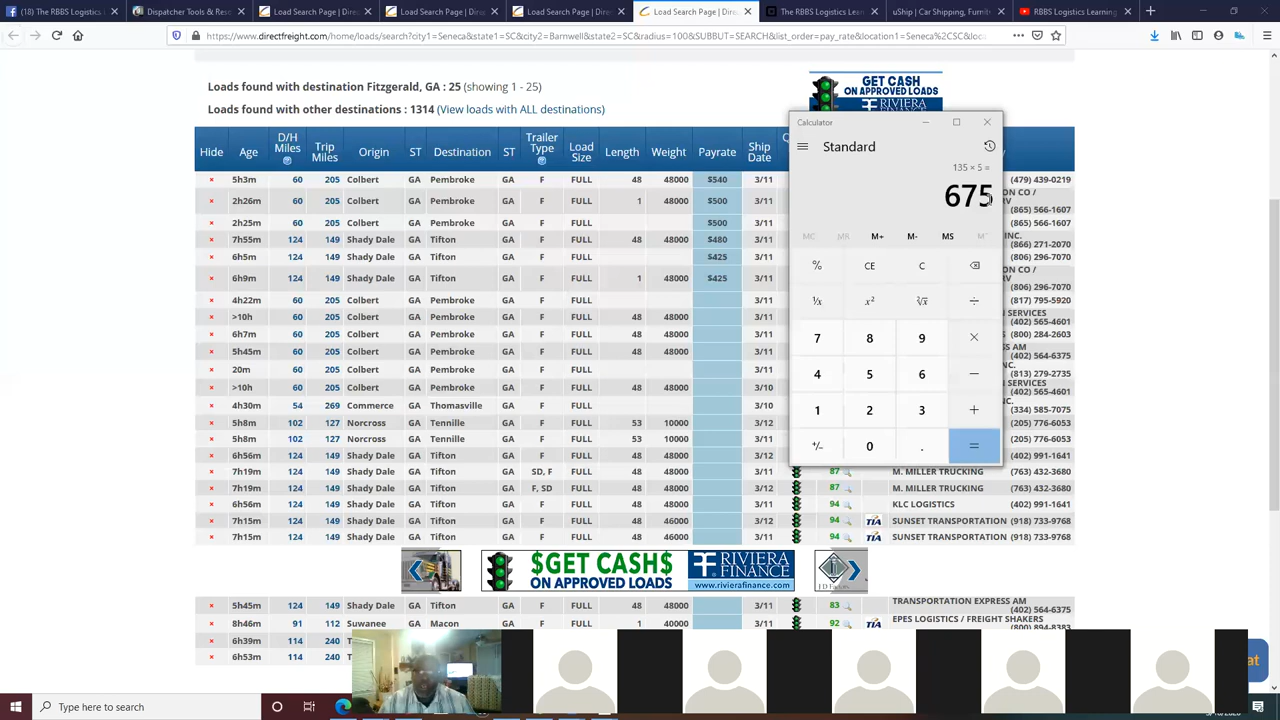 (18) The RBBS Logistics Le
Dispatcher Tools & Res
Load Search Page | Direc
Load Search Page | Direc
Load Search Page | Direc
Load Search Page | Direc
The RBBS Logistics Learning
uShip | Car Shipping, Furnitu
RBBS Logistics Learning
https://www.directfreight.com/home/loads/search?city1=Seneca&state1=SC&city2=Barnwell&state2=SC&radius=100&SUBBUT=SEARCH&list_order=pay_rate&location1=Seneca%2CSC&loc
Loads found with destination Fitzgerald, GA : 25 (showing 1 - 25)
Loads found with other destinations : 1314 (View loads with ALL destinations)
GET CASH
ON APPROVED LOADS
RIVIERA
FINANCE
Hide Age D/H Miles Trip Miles Origin ST Destination ST Trailer Type Load Size Length Weight Payrate Ship Date
× 5h3m 60 205 Colbert GA Pembroke GA F FULL 48 48000 $540 3/11 (479) 439-0219
× 2h26m 60 205 Colbert GA Pembroke GA F FULL 1 48000 $500 3/11 (865) 566-1607
× 2h25m 60 205 Colbert GA Pembroke GA F FULL $500 3/11 (865) 566-1607
× 7h55m 124 149 Shady Dale GA Tifton GA F FULL 48 48000 $480 3/11 INC. (866) 271-2070
× 6h5m 124 149 Shady Dale GA Tifton GA F FULL $425 3/11 (806) 296-7070
× 6h9m 124 149 Shady Dale GA Tifton GA F FULL 1 48000 $425 3/11 (806) 296-7070
× 4h22m 60 205 Colbert GA Pembroke GA F FULL 3/11 (817) 795-5920
× >10h 60 205 Colbert GA Pembroke GA F FULL 48 48000 3/11 SERVICES (402) 565-4601
× 6h7m 60 205 Colbert GA Pembroke GA F FULL 48 48000 3/11 (800) 284-2603
× 5h45m 60 205 Colbert GA Pembroke GA F FULL 48 48000 3/11 (402) 564-6375
× 20m 60 205 Colbert GA Pembroke GA F FULL 3/11 (813) 279-2735
× >10h 60 205 Colbert GA Pembroke GA F FULL 48 48000 3/10 SERVICES (402) 565-4601
× 4h30m 54 269 Commerce GA Thomasville GA F FULL 3/10 (334) 585-7075
× 5h8m 102 127 Norcross GA Tennille GA F FULL 53 10000 3/12 (205) 776-6053
× 5h8m 102 127 Norcross GA Tennille GA F FULL 53 10000 3/11 (205) 776-6053
× 6h56m 124 149 Shady Dale GA Tifton GA F FULL 48 48000 3/12 (402) 991-1641
× 7h19m 124 149 Shady Dale GA Tifton GA SD, F FULL 48 48000 3/11 87 M. MILLER TRUCKING (763) 432-3680
× 7h19m 124 149 Shady Dale GA Tifton GA F, SD FULL 48 48000 3/12 87 M. MILLER TRUCKING (763) 432-3680
× 6h56m 124 149 Shady Dale GA Tifton GA F FULL 48 48000 3/11 94 KLC LOGISTICS (402) 991-1641
× 7h15m 124 149 Shady Dale GA Tifton GA F FULL 48 46000 3/12 94 TIA SUNSET TRANSPORTATION (918) 733-9768
× 7h15m 124 149 Shady Dale GA Tifton GA F FULL 48 46000 3/11 94 TIA SUNSET TRANSPORTATION (918) 733-9768
$GET CASH$
ON APPROVED LOADS
RIVIERA
FINANCE
www.rivierafinance.com
× 5h45m 124 149 Shady Dale GA Tifton GA F FULL 48 48000 3/11 83 TRANSPORTATION EXPRESS AM (402) 564-6375
× 8h46m 91 112 Suwanee GA Macon GA F FULL 1 40000 3/11 92 TIA EPES LOGISTICS / FREIGHT SHAKERS (800) 894-8383
× 6h39m 114 240
× 6h53m 114 240
Calculator
Standard
135 × 5 =
675
MC MR M+ M- MS
% CE C
¹/x x² ²√x ÷
7 8 9 ×
4 5 6 −
1 2 3 +
+/− 0 . =
at
Type here to search